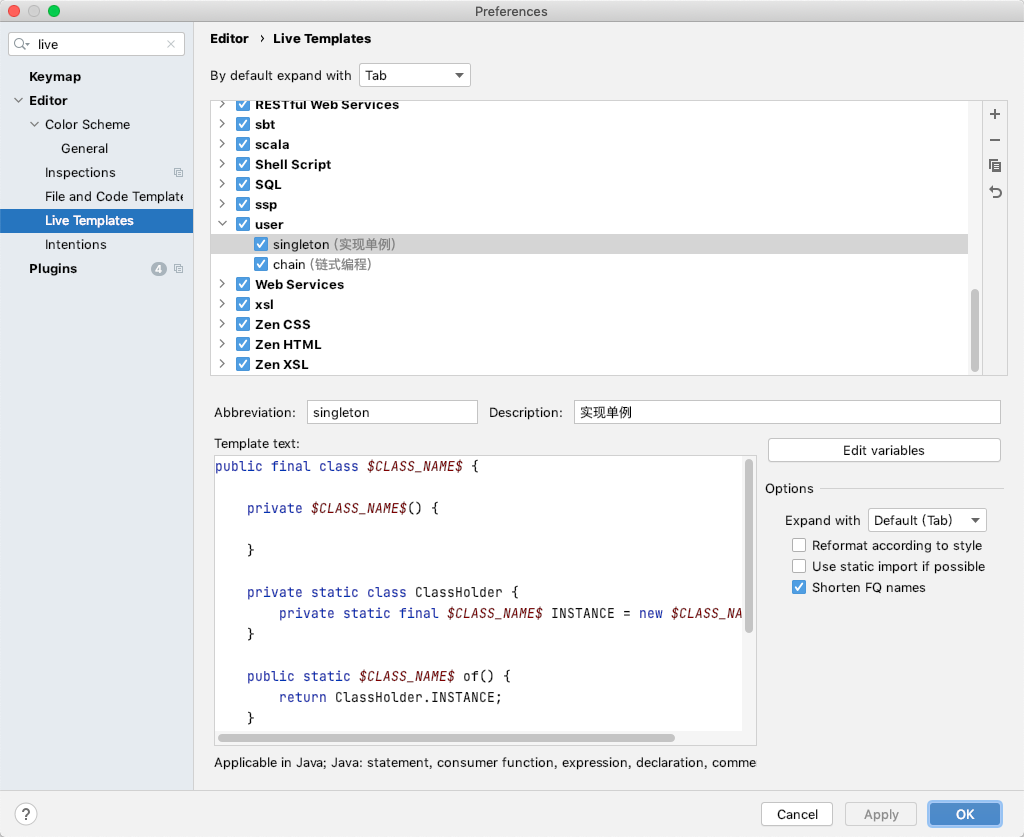 Preferences
live
Keymap
Editor
Color Scheme
General
Inspections
File and Code Template
Live Templates
Intentions
Plugins 4
Editor › Live Templates
By default expand with Tab
RESTful Web Services
sbt
scala
Shell Script
SQL
ssp
user
singleton (实现单例)
chain (链式编程)
Web Services
xsl
Zen CSS
Zen HTML
Zen XSL
Abbreviation: singleton Description: 实现单例
Template text:
public final class $CLASS_NAME$ {
private $CLASS_NAME$() {
}
private static class ClassHolder {
private static final $CLASS_NAME$ INSTANCE = new $CLASS_NA
}
public static $CLASS_NAME$ of() {
return ClassHolder.INSTANCE;
}
Edit variables
Options
Expand with Default (Tab)
Reformat according to style
Use static import if possible
Shorten FQ names
Applicable in Java; Java: statement, consumer function, expression, declaration, comme
?
Cancel Apply OK